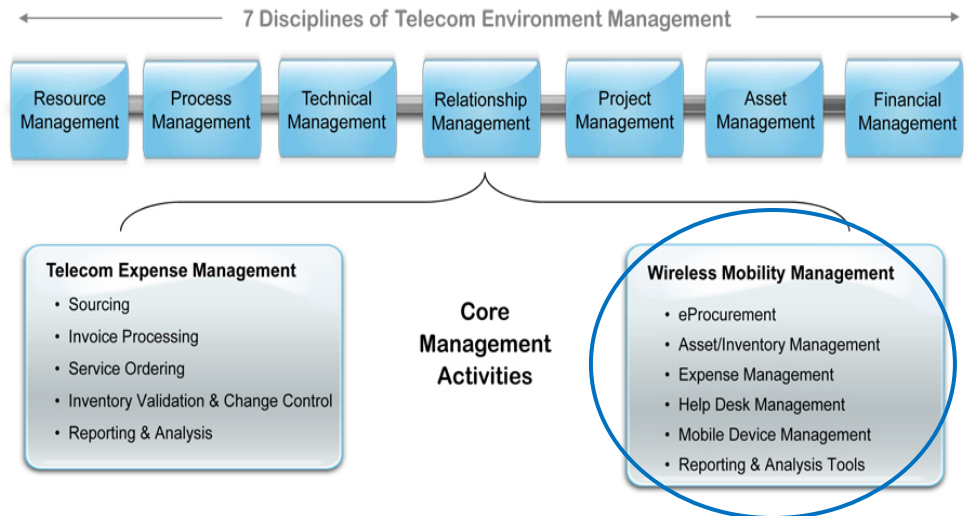 7 Disciplines of Telecom Environment Management
Resource
Management
Process
Management
Technical
Management
Relationship
Management
Project
Management
Asset
Management
Financial
Management
Telecom Expense Management
• Sourcing
• Invoice Processing
• Service Ordering
• Inventory Validation & Change Control
• Reporting & Analysis
Core
Management
Activities
Wireless Mobility Management
• eProcurement
• Asset/Inventory Management
• Expense Management
• Help Desk Management
• Mobile Device Management
• Reporting & Analysis Tools